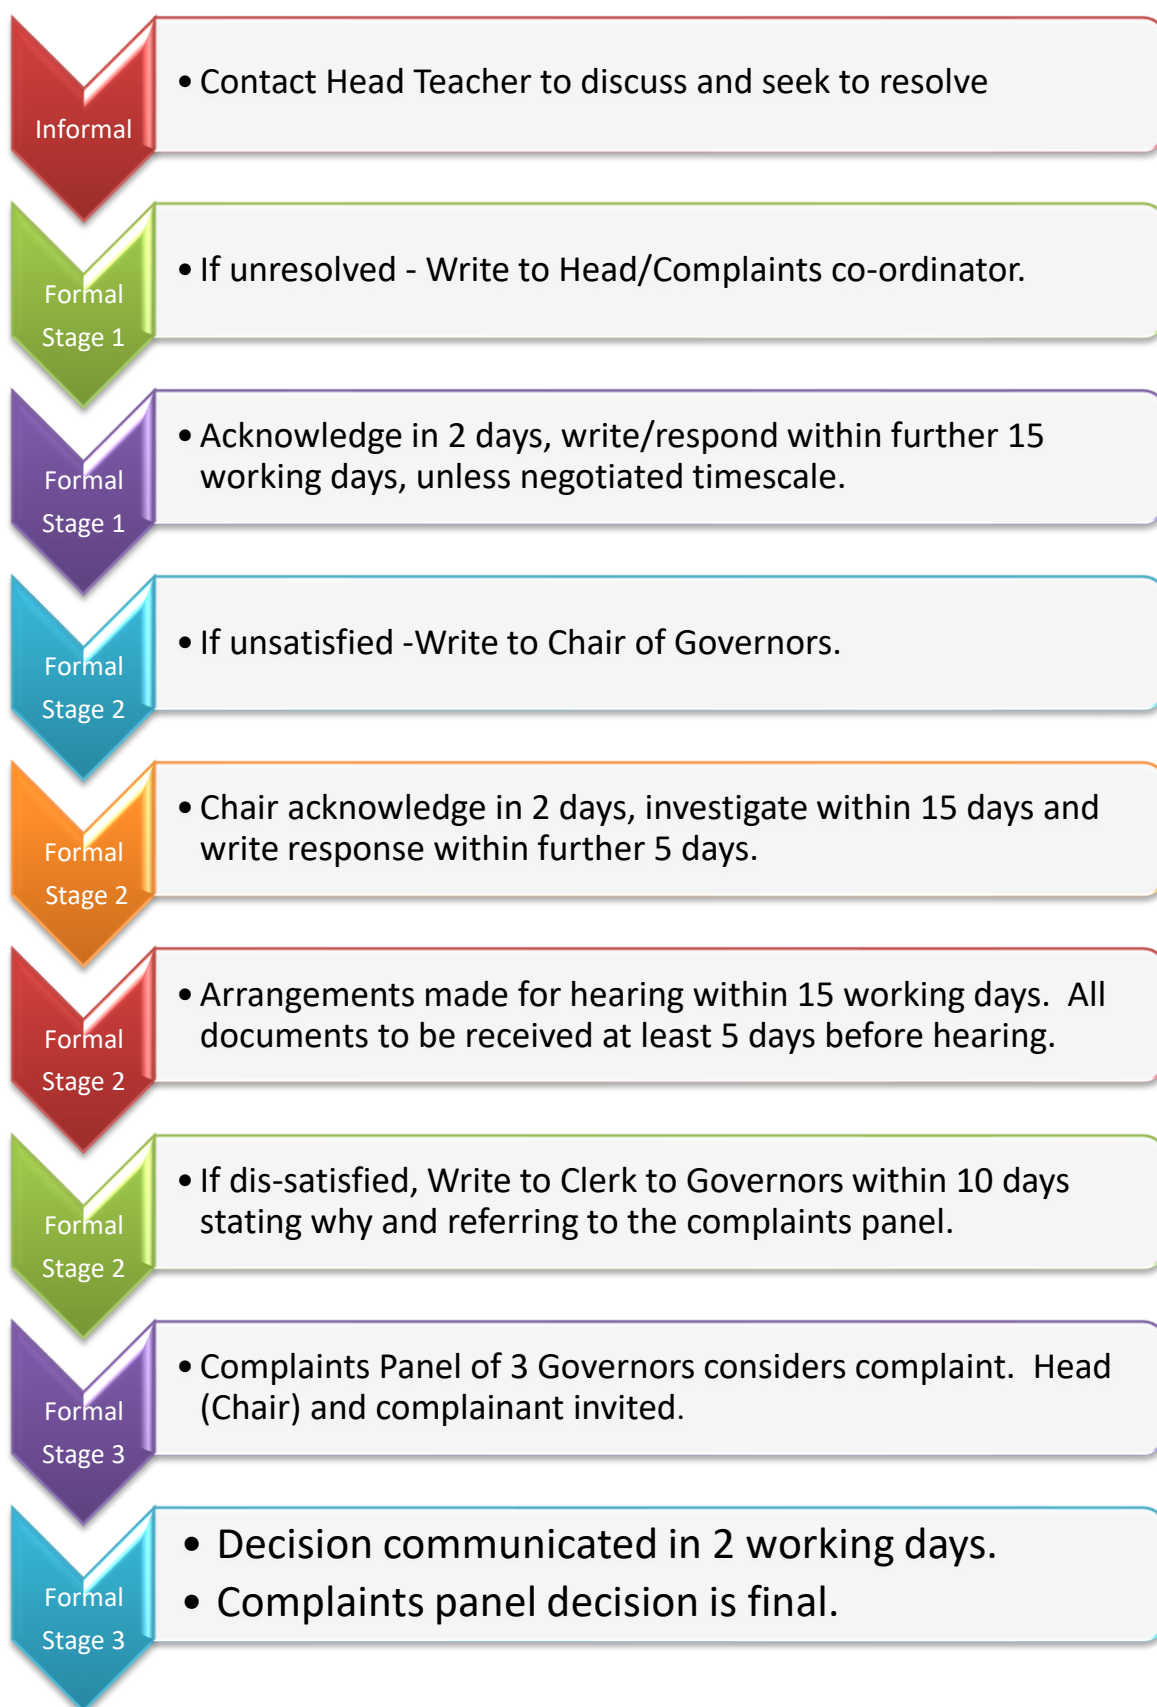 Informal
• Contact Head Teacher to discuss and seek to resolve
Formal
Stage 1
• If unresolved - Write to Head/Complaints co-ordinator.
Formal
Stage 1
• Acknowledge in 2 days, write/respond within further 15
working days, unless negotiated timescale.
Formal
Stage 2
• If unsatisfied -Write to Chair of Governors.
Formal
Stage 2
• Chair acknowledge in 2 days, investigate within 15 days and
write response within further 5 days.
Formal
Stage 2
• Arrangements made for hearing within 15 working days.  All
documents to be received at least 5 days before hearing.
Formal
Stage 2
• If dis-satisfied, Write to Clerk to Governors within 10 days
stating why and referring to the complaints panel.
Formal
Stage 3
• Complaints Panel of 3 Governors considers complaint.  Head
(Chair) and complainant invited.
Formal
Stage 3
• Decision communicated in 2 working days.
• Complaints panel decision is final.